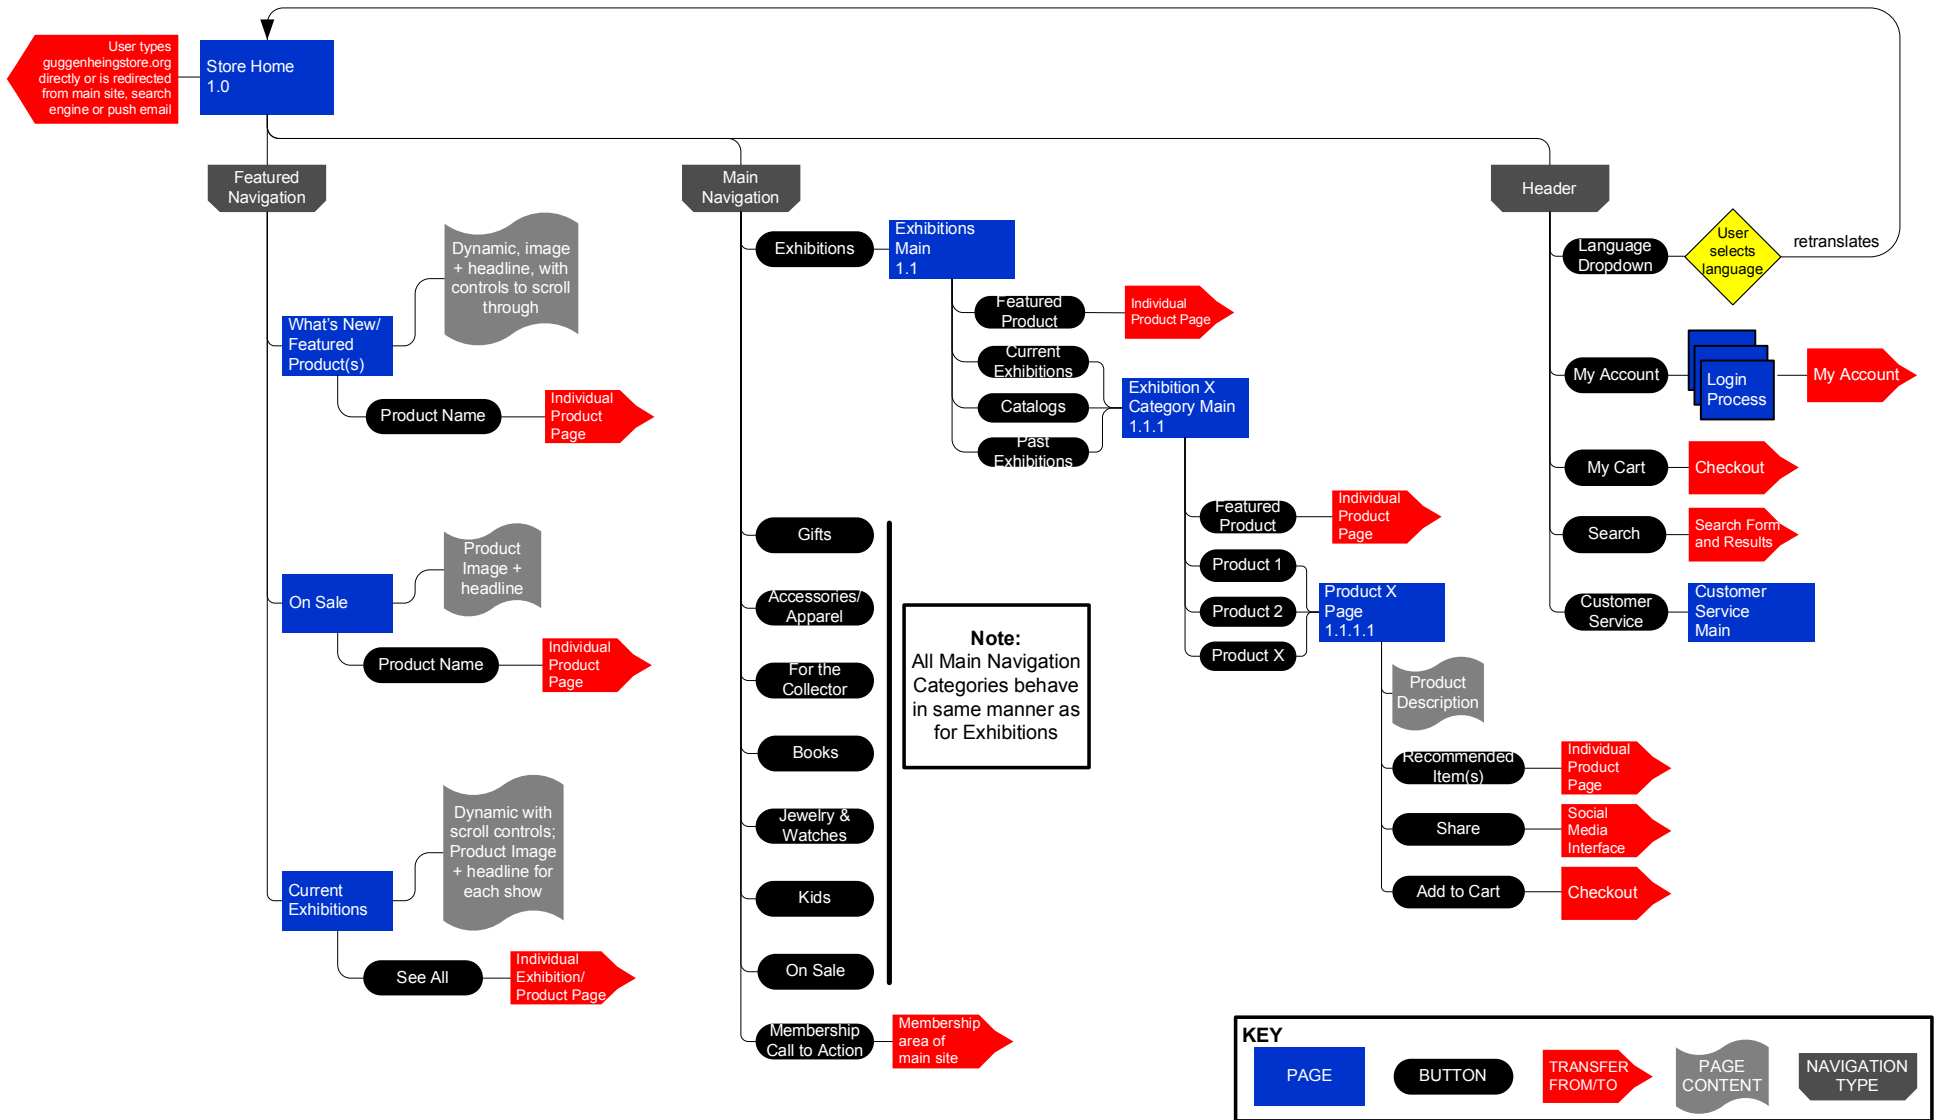 User types
guggenheingstore.org
directly or is redirected
from main site, search
engine or push email
Store Home
1.0
Featured
Navigation
Main
Navigation
Header
Dynamic, image
+ headline, with
controls to scroll
through
What's New/
Featured
Product(s)
Product Name
Individual
Product
Page
Product
Image +
headline
On Sale
Product Name
Individual
Product
Page
Dynamic with
scroll controls;
Product Image
+ headline for
each show
Current
Exhibitions
See All
Individual
Exhibition/
Product Page
Exhibitions
Exhibitions
Main
1.1
Featured
Product
Individual
Product Page
Current
Exhibitions
Catalogs
Past
Exhibitions
Exhibition X
Category Main
1.1.1
Featured
Product
Individual
Product
Page
Product 1
Product 2
Product X
Product X
Page
1.1.1.1
Product
Description
Recommended
Item(s)
Individual
Product
Page
Share
Social
Media
Interface
Add to Cart
Checkout
Gifts
Accessories/
Apparel
For the
Collector
Books
Jewelry &
Watches
Kids
On Sale
Note:
All Main Navigation
Categories behave
in same manner as
for Exhibitions
Membership
Call to Action
Membership
area of
main site
Language
Dropdown
User
selects
language
retranslates
My Account
Login
Process
My Account
My Cart
Checkout
Search
Search Form
and Results
Customer
Service
Customer
Service
Main
KEY
PAGE
BUTTON
TRANSFER
FROM/TO
PAGE
CONTENT
NAVIGATION
TYPE